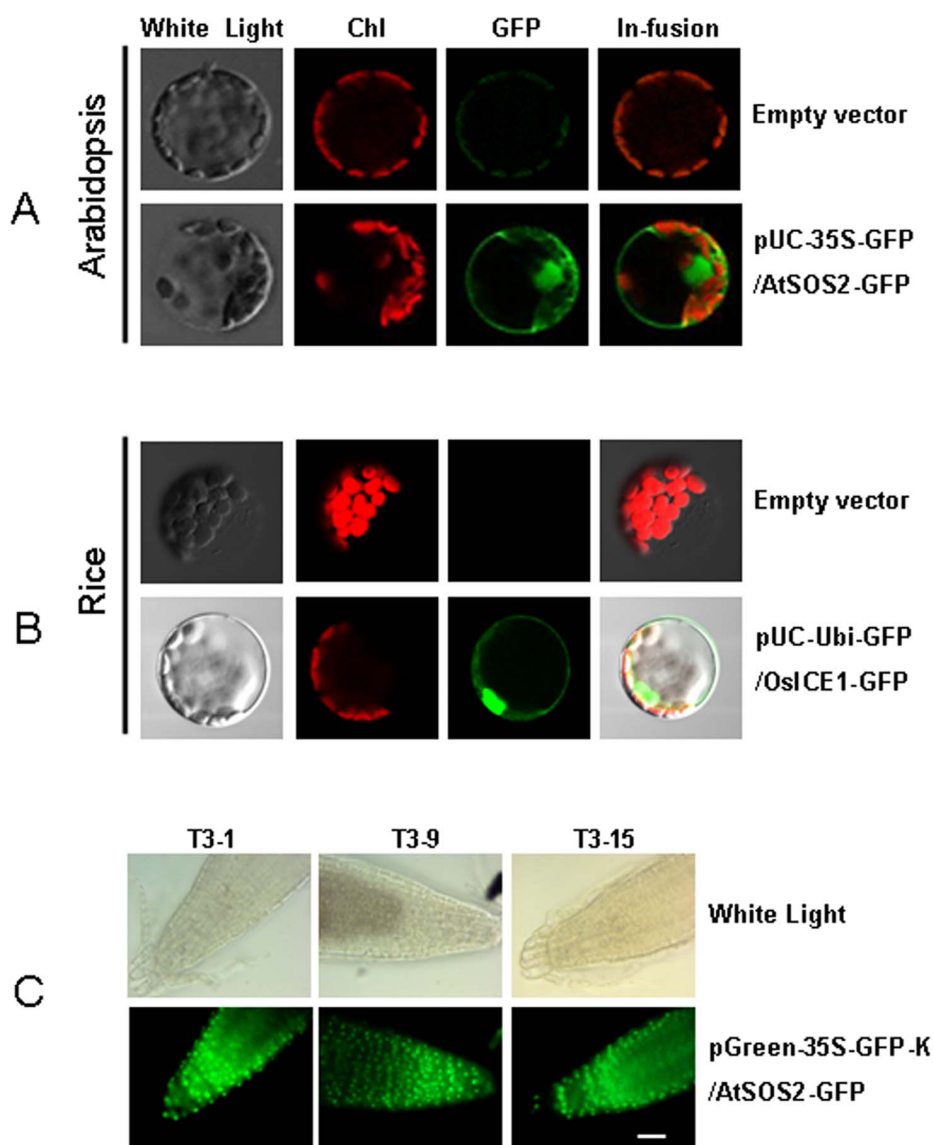 White Light Chl GFP In-fusion
A
Arabidopsis
Empty vector
pUC-35S-GFP
/AtSOS2-GFP
B
Rice
Empty vector
pUC-Ubi-GFP
/OsICE1-GFP
C
T3-1 T3-9 T3-15
White Light
pGreen-35S-GFP-K
/AtSOS2-GFP